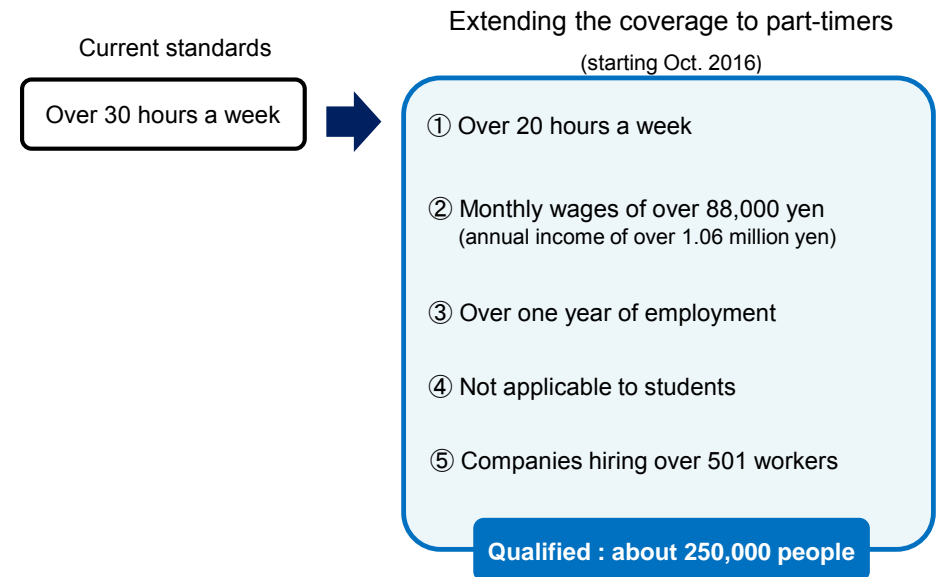 Current standards
Over 30 hours a week
Extending the coverage to part-timers
(starting Oct. 2016)
① Over 20 hours a week
② Monthly wages of over 88,000 yen
(annual income of over 1.06 million yen)
③ Over one year of employment
④ Not applicable to students
⑤ Companies hiring over 501 workers
Qualified : about 250,000 people